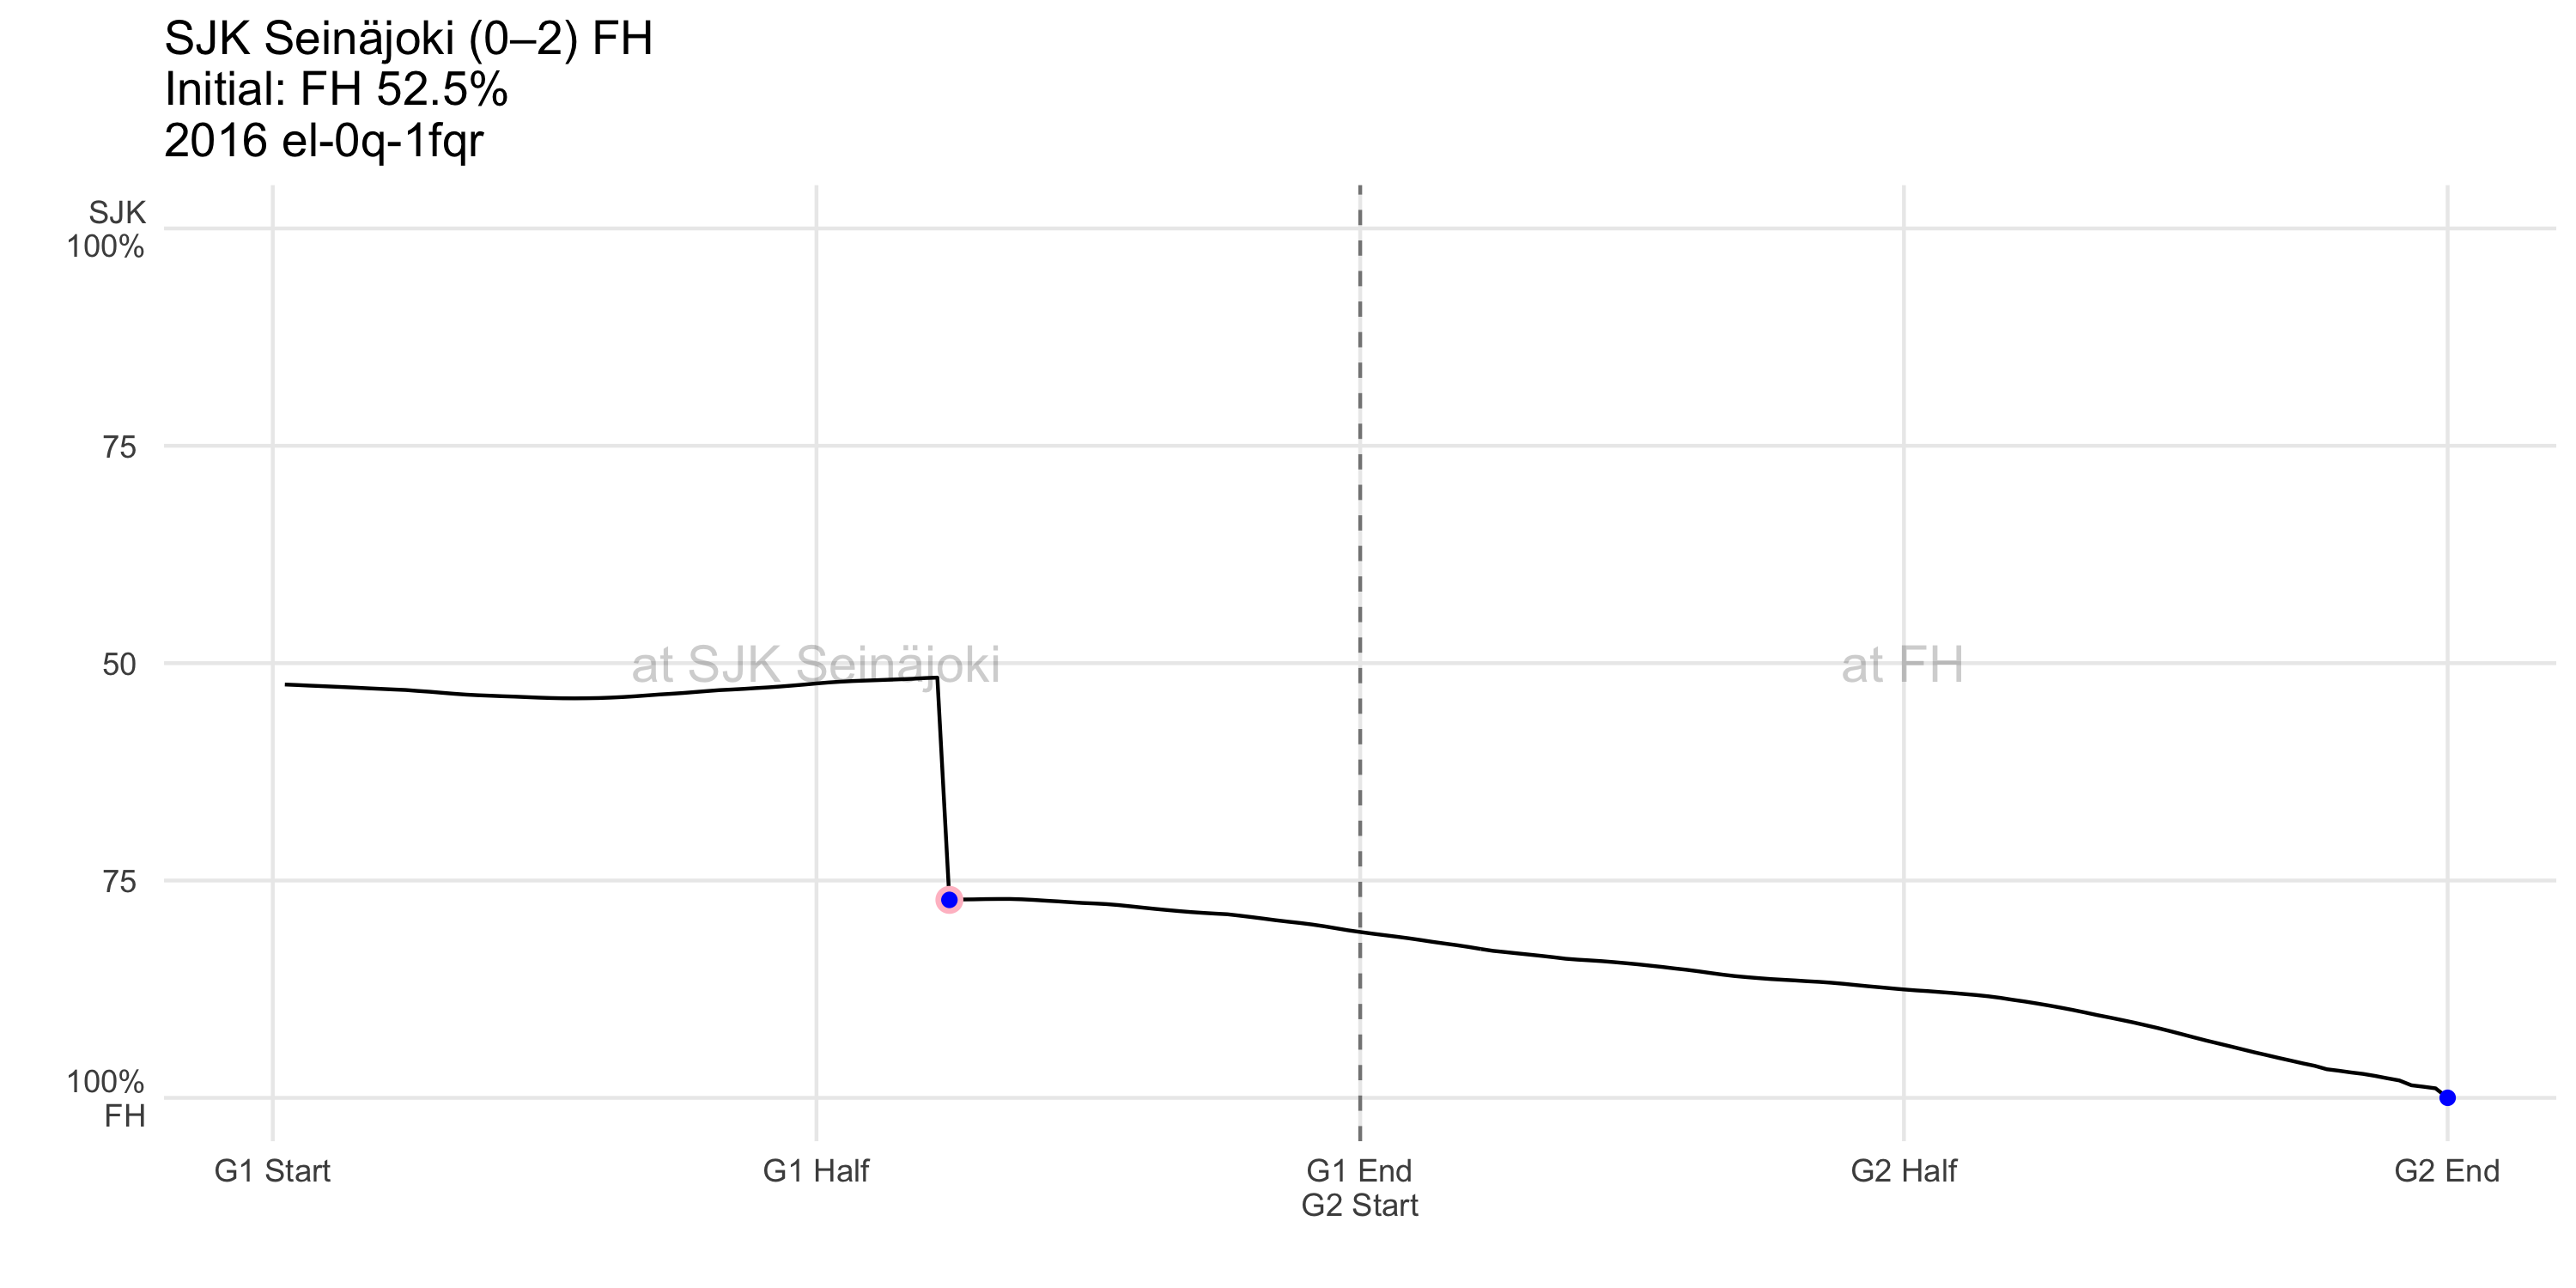 SJK Seinäjoki (0–2) FH
Initial: FH 52.5%
2016 el-0q-1fqr
SJK
100%
75
50
75
100%
FH
at SJK Seinäjoki
at FH
G1 Start
G1 Half
G1 End
G2 Start
G2 Half
G2 End